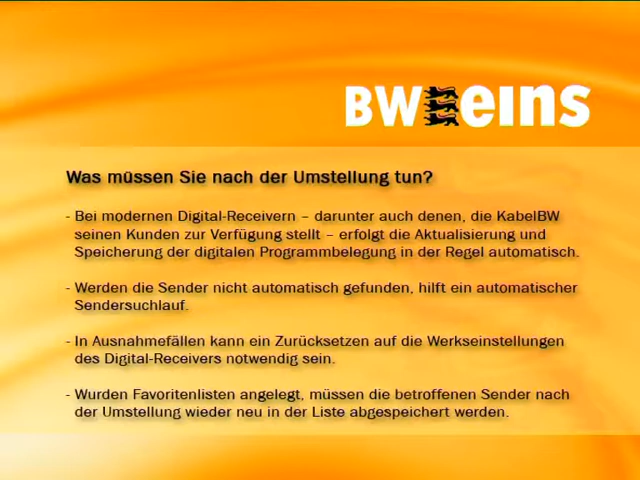 BW eins
Was müssen Sie nach der Umstellung tun?
- Bei modernen Digital-Receivern – darunter auch denen, die KabelBW
seinen Kunden zur Verfügung stellt – erfolgt die Aktualisierung und
Speicherung der digitalen Programmbelegung in der Regel automatisch.
- Werden die Sender nicht automatisch gefunden, hilft ein automatischer
Sendersuchlauf.
- In Ausnahmefällen kann ein Zurücksetzen auf die Werkseinstellungen
des Digital-Receivers notwendig sein.
- Wurden Favoritenlisten angelegt, müssen die betroffenen Sender nach
der Umstellung wieder neu in der Liste abgespeichert werden.